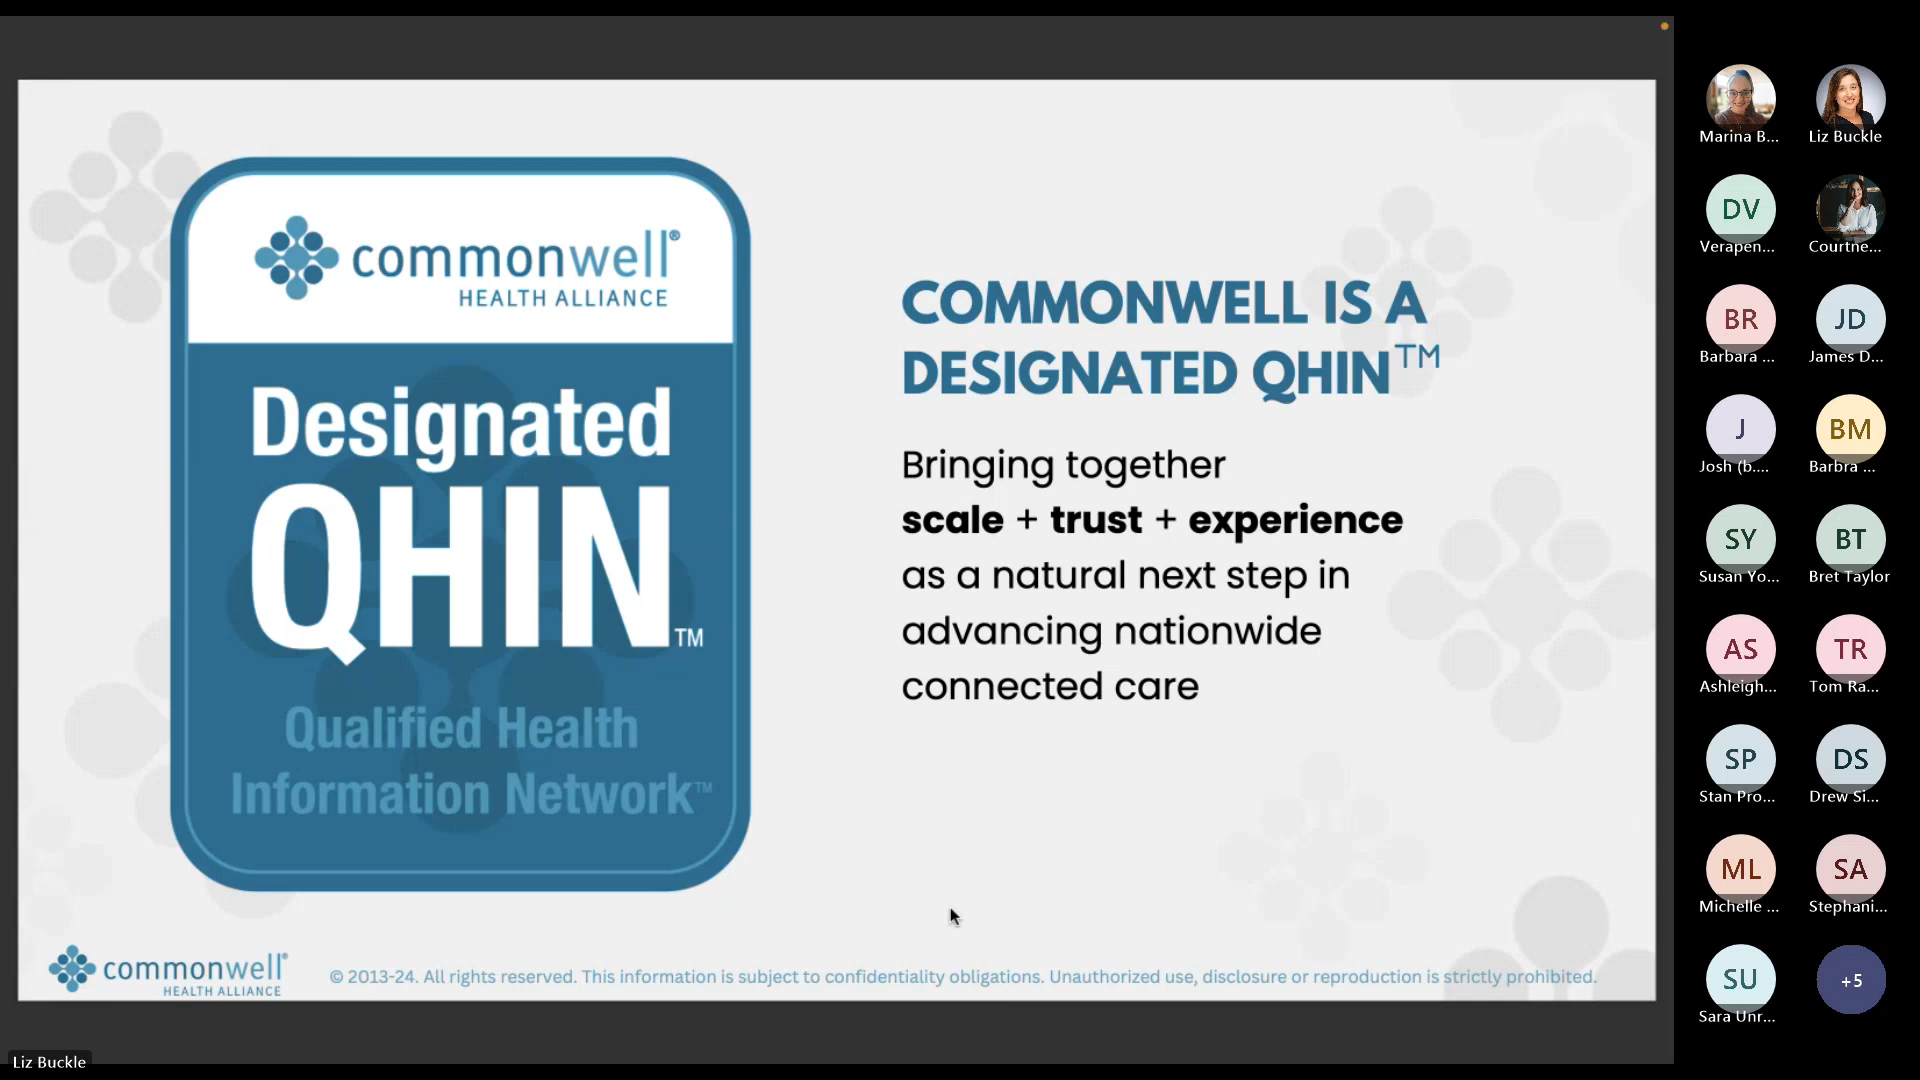 commonwell®
HEALTH ALLIANCE
Designated
QHIN™
Qualified Health
Information Network™
COMMONWELL IS A
DESIGNATED QHIN™
Bringing together
scale + trust + experience
as a natural next step in
advancing nationwide
connected care
commonwell®
HEALTH ALLIANCE
© 2013-24. All rights reserved. This information is subject to confidentiality obligations. Unauthorized use, disclosure or reproduction is strictly prohibited.
Liz Buckle
Marina B...
Liz Buckle
DV
Verapen...
Courtne...
BR
Barbara ...
JD
James D...
J
Josh (b....
BM
Barbra ...
SY
Susan Yo...
BT
Bret Taylor
AS
Ashleigh...
TR
Tom Ra...
SP
Stan Pro...
DS
Drew Si...
ML
Michelle ...
SA
Stephani...
SU
Sara Unr...
+5